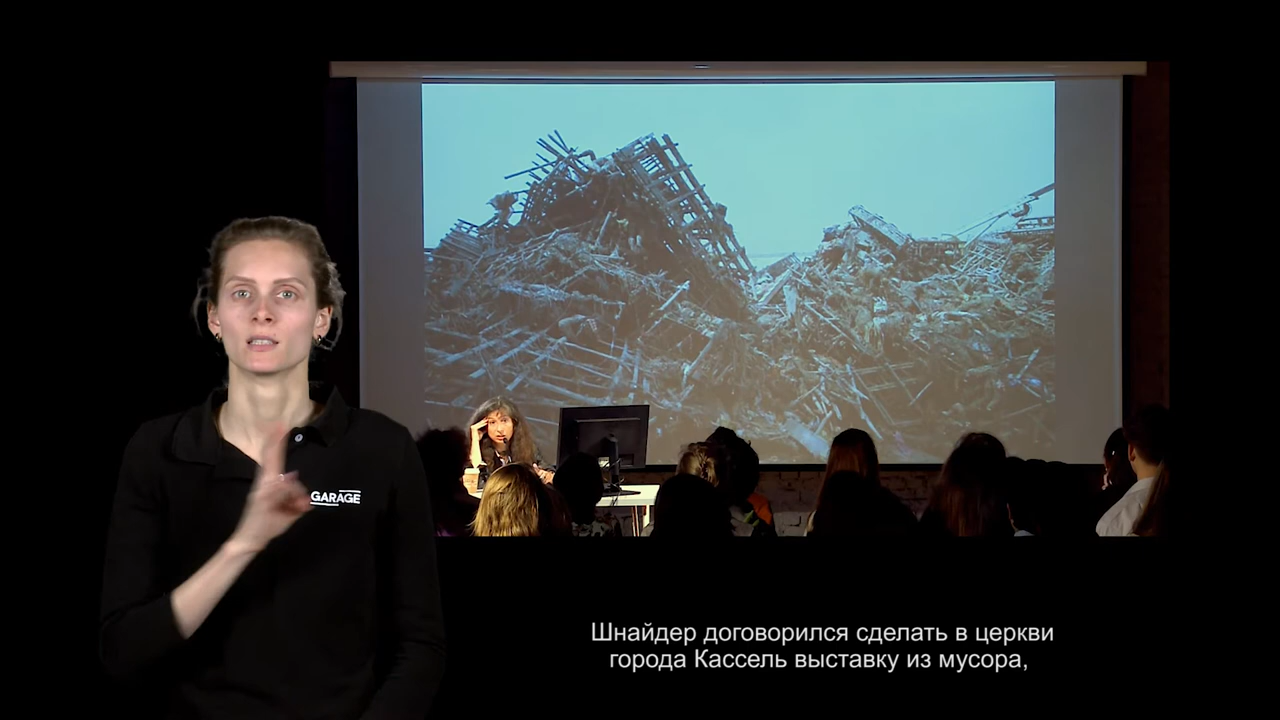 GARAGE
Шнайдер договорился сделать в церкви
города Кассель выставку из мусора,